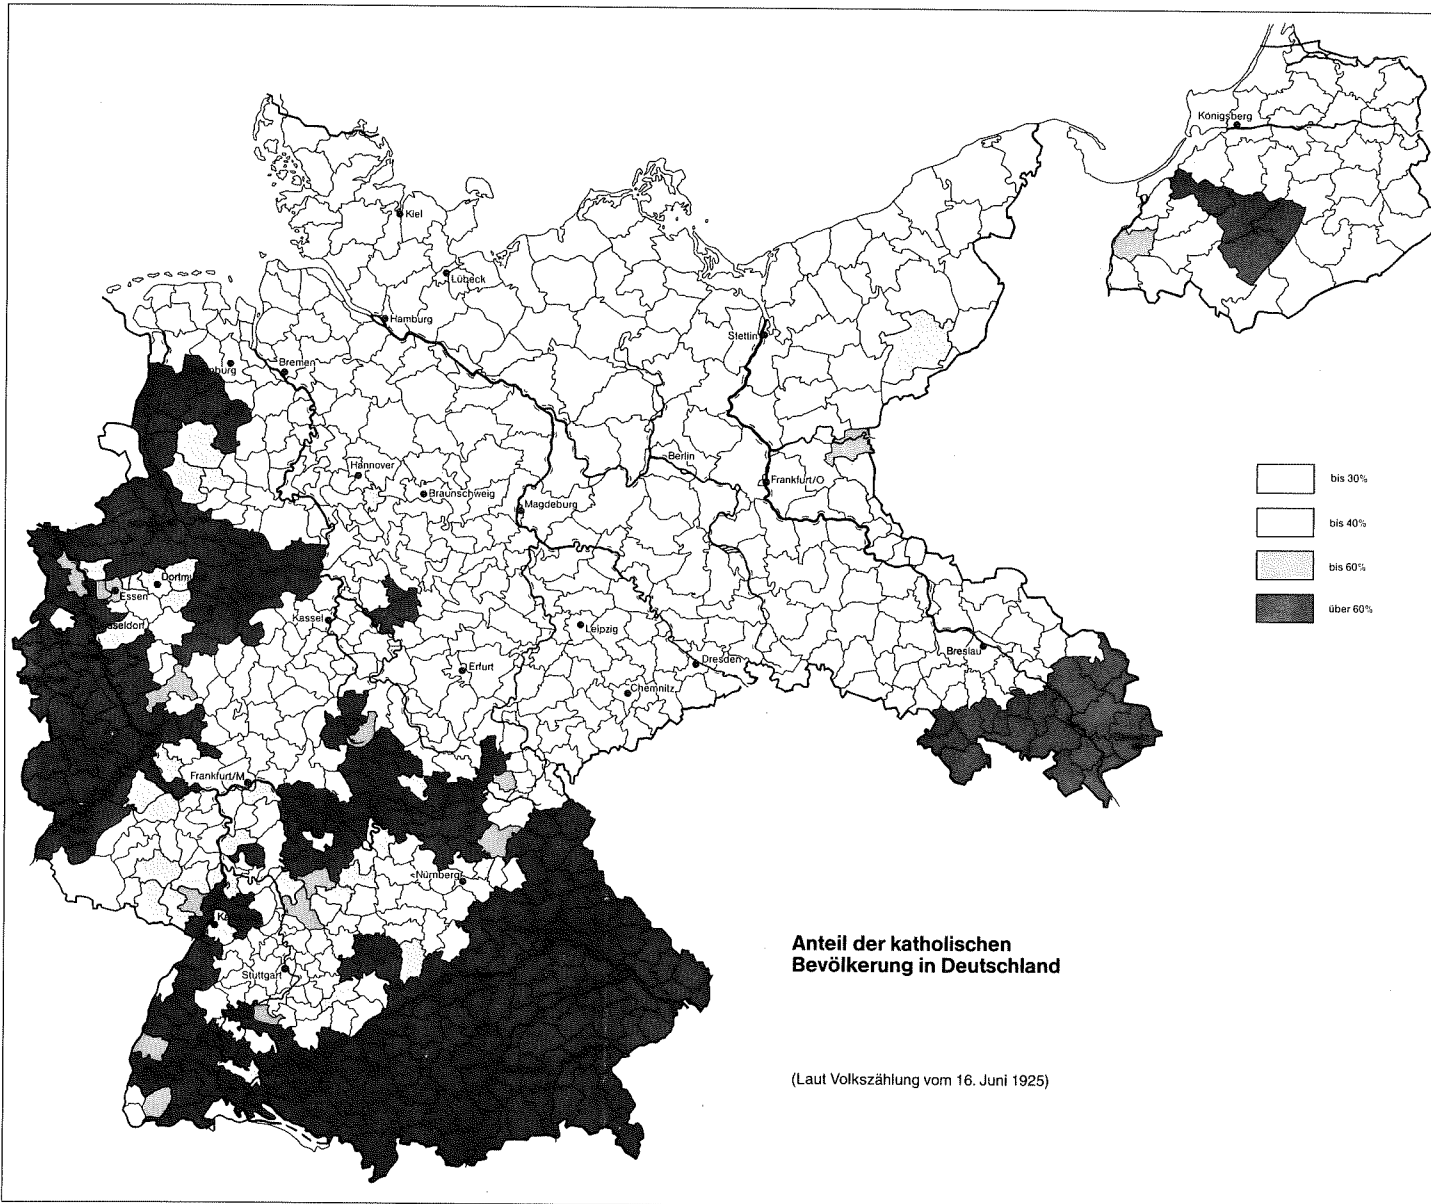 Königsberg
Kiel
Lübeck
Hamburg
Stettin
Bremen
Hannover
Berlin
Braunschweig
Frankfurt/O
Magdeburg
bis 30%
bis 40%
bis 60%
über 60%
Essen
Kassel
Leipzig
Breslau
Erfurt
Dresden
Chemnitz
Frankfurt/M
Nürnberg
Stuttgart
Anteil der katholischen
Bevölkerung in Deutschland
(Laut Volkszählung vom 16. Juni 1925)